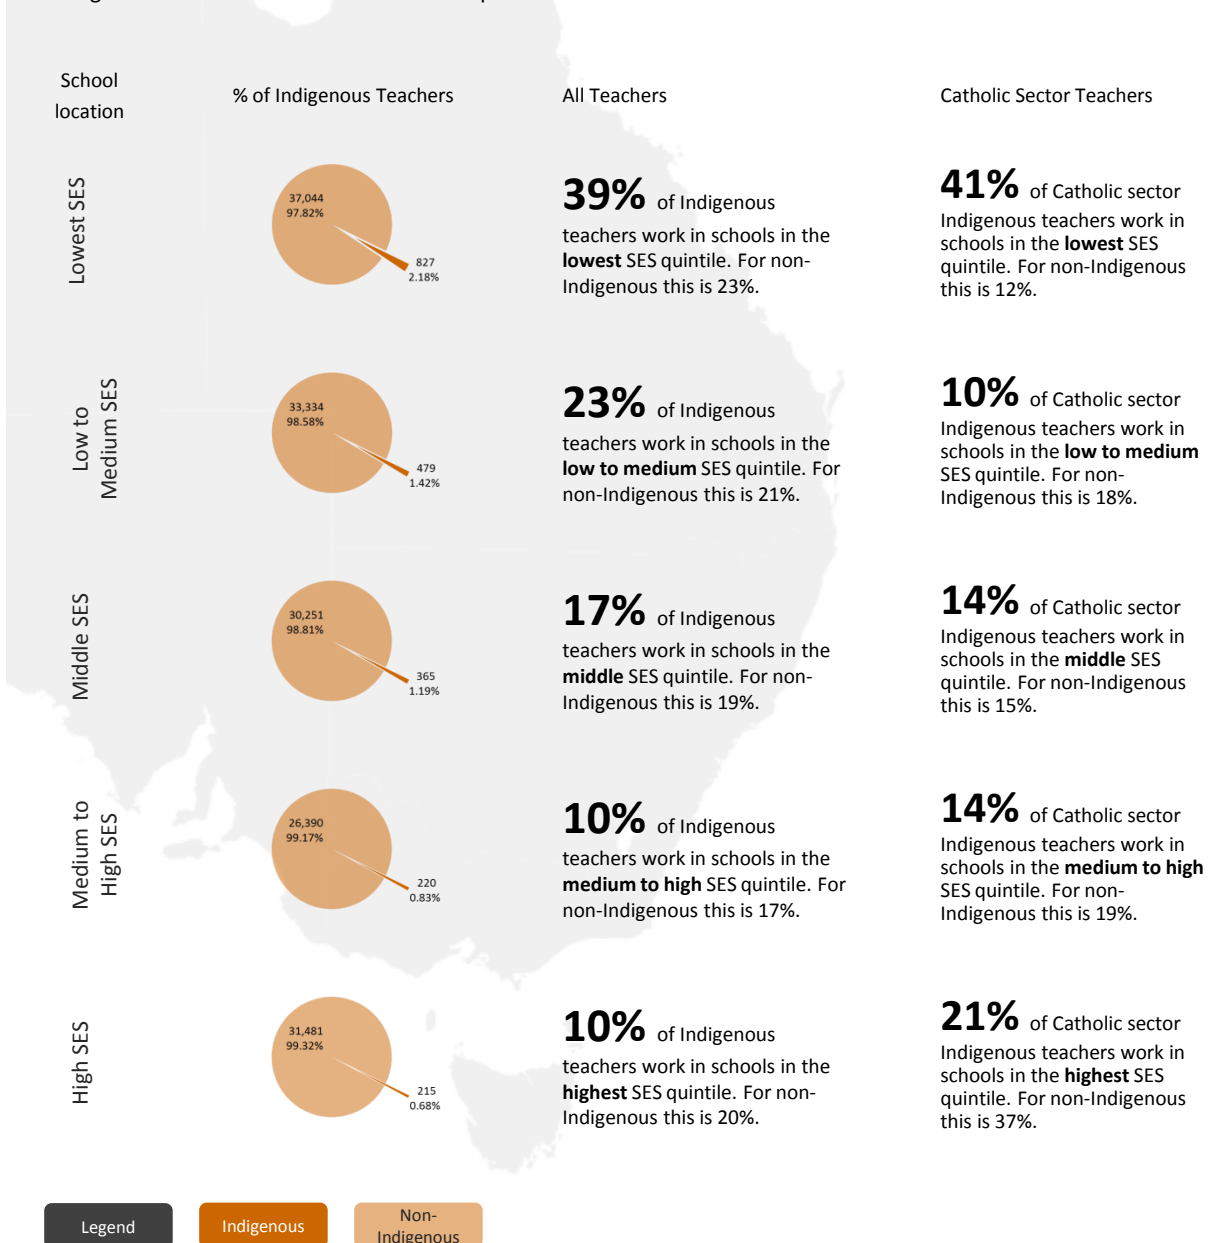 School
location
% of Indigenous Teachers
All Teachers
Catholic Sector Teachers
Lowest SES
37,044
97.82%
827
2.18%
39% of Indigenous
teachers work in schools in the
lowest SES quintile. For non-
Indigenous this is 23%.
41% of Catholic sector
Indigenous teachers work in
schools in the lowest SES
quintile. For non-Indigenous
this is 12%.
Low to
Medium SES
33,334
98.58%
479
1.42%
23% of Indigenous
teachers work in schools in the
low to medium SES quintile. For
non-Indigenous this is 21%.
10% of Catholic sector
Indigenous teachers work in
schools in the low to medium
SES quintile. For non-
Indigenous this is 18%.
Middle SES
30,251
98.81%
365
1.19%
17% of Indigenous
teachers work in schools in the
middle SES quintile. For non-
Indigenous this is 19%.
14% of Catholic sector
Indigenous teachers work in
schools in the middle SES
quintile. For non-Indigenous
this is 15%.
Medium to
High SES
26,390
99.17%
220
0.83%
10% of Indigenous
teachers work in schools in the
medium to high SES quintile. For
non-Indigenous this is 17%.
14% of Catholic sector
Indigenous teachers work in
schools in the medium to high
SES quintile. For non-
Indigenous this is 19%.
High SES
31,481
99.32%
215
0.68%
10% of Indigenous
teachers work in schools in the
highest SES quintile. For non-
Indigenous this is 20%.
21% of Catholic sector
Indigenous teachers work in
schools in the highest SES
quintile. For non-Indigenous
this is 37%.
Legend
Indigenous
Non-
Indigenous